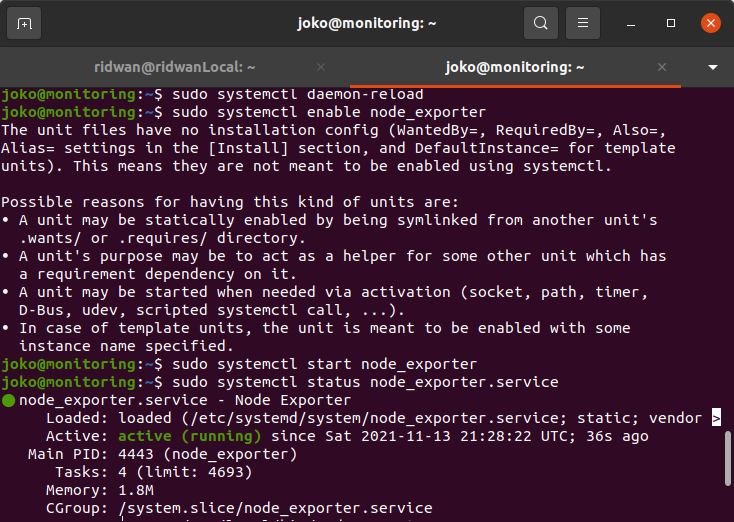 joko@monitoring: ~
ridwan@ridwanLocal: ~
joko@monitoring: ~
joko@monitoring:~$ sudo systemctl daemon-reload
joko@monitoring:~$ sudo systemctl enable node_exporter
The unit files have no installation config (WantedBy=, RequiredBy=, Also=,
Alias= settings in the [Install] section, and DefaultInstance= for template
units). This means they are not meant to be enabled using systemctl.

Possible reasons for having this kind of units are:
• A unit may be statically enabled by being symlinked from another unit's
  .wants/ or .requires/ directory.
• A unit's purpose may be to act as a helper for some other unit which has
  a requirement dependency on it.
• A unit may be started when needed via activation (socket, path, timer,
  D-Bus, udev, scripted systemctl call, ...).
• In case of template units, the unit is meant to be enabled with some
  instance name specified.
joko@monitoring:~$ sudo systemctl start node_exporter
joko@monitoring:~$ sudo systemctl status node_exporter.service
● node_exporter.service - Node Exporter
     Loaded: loaded (/etc/systemd/system/node_exporter.service; static; vendor >
     Active: active (running) since Sat 2021-11-13 21:28:22 UTC; 36s ago
   Main PID: 4443 (node_exporter)
      Tasks: 4 (limit: 4693)
     Memory: 1.8M
     CGroup: /system.slice/node_exporter.service